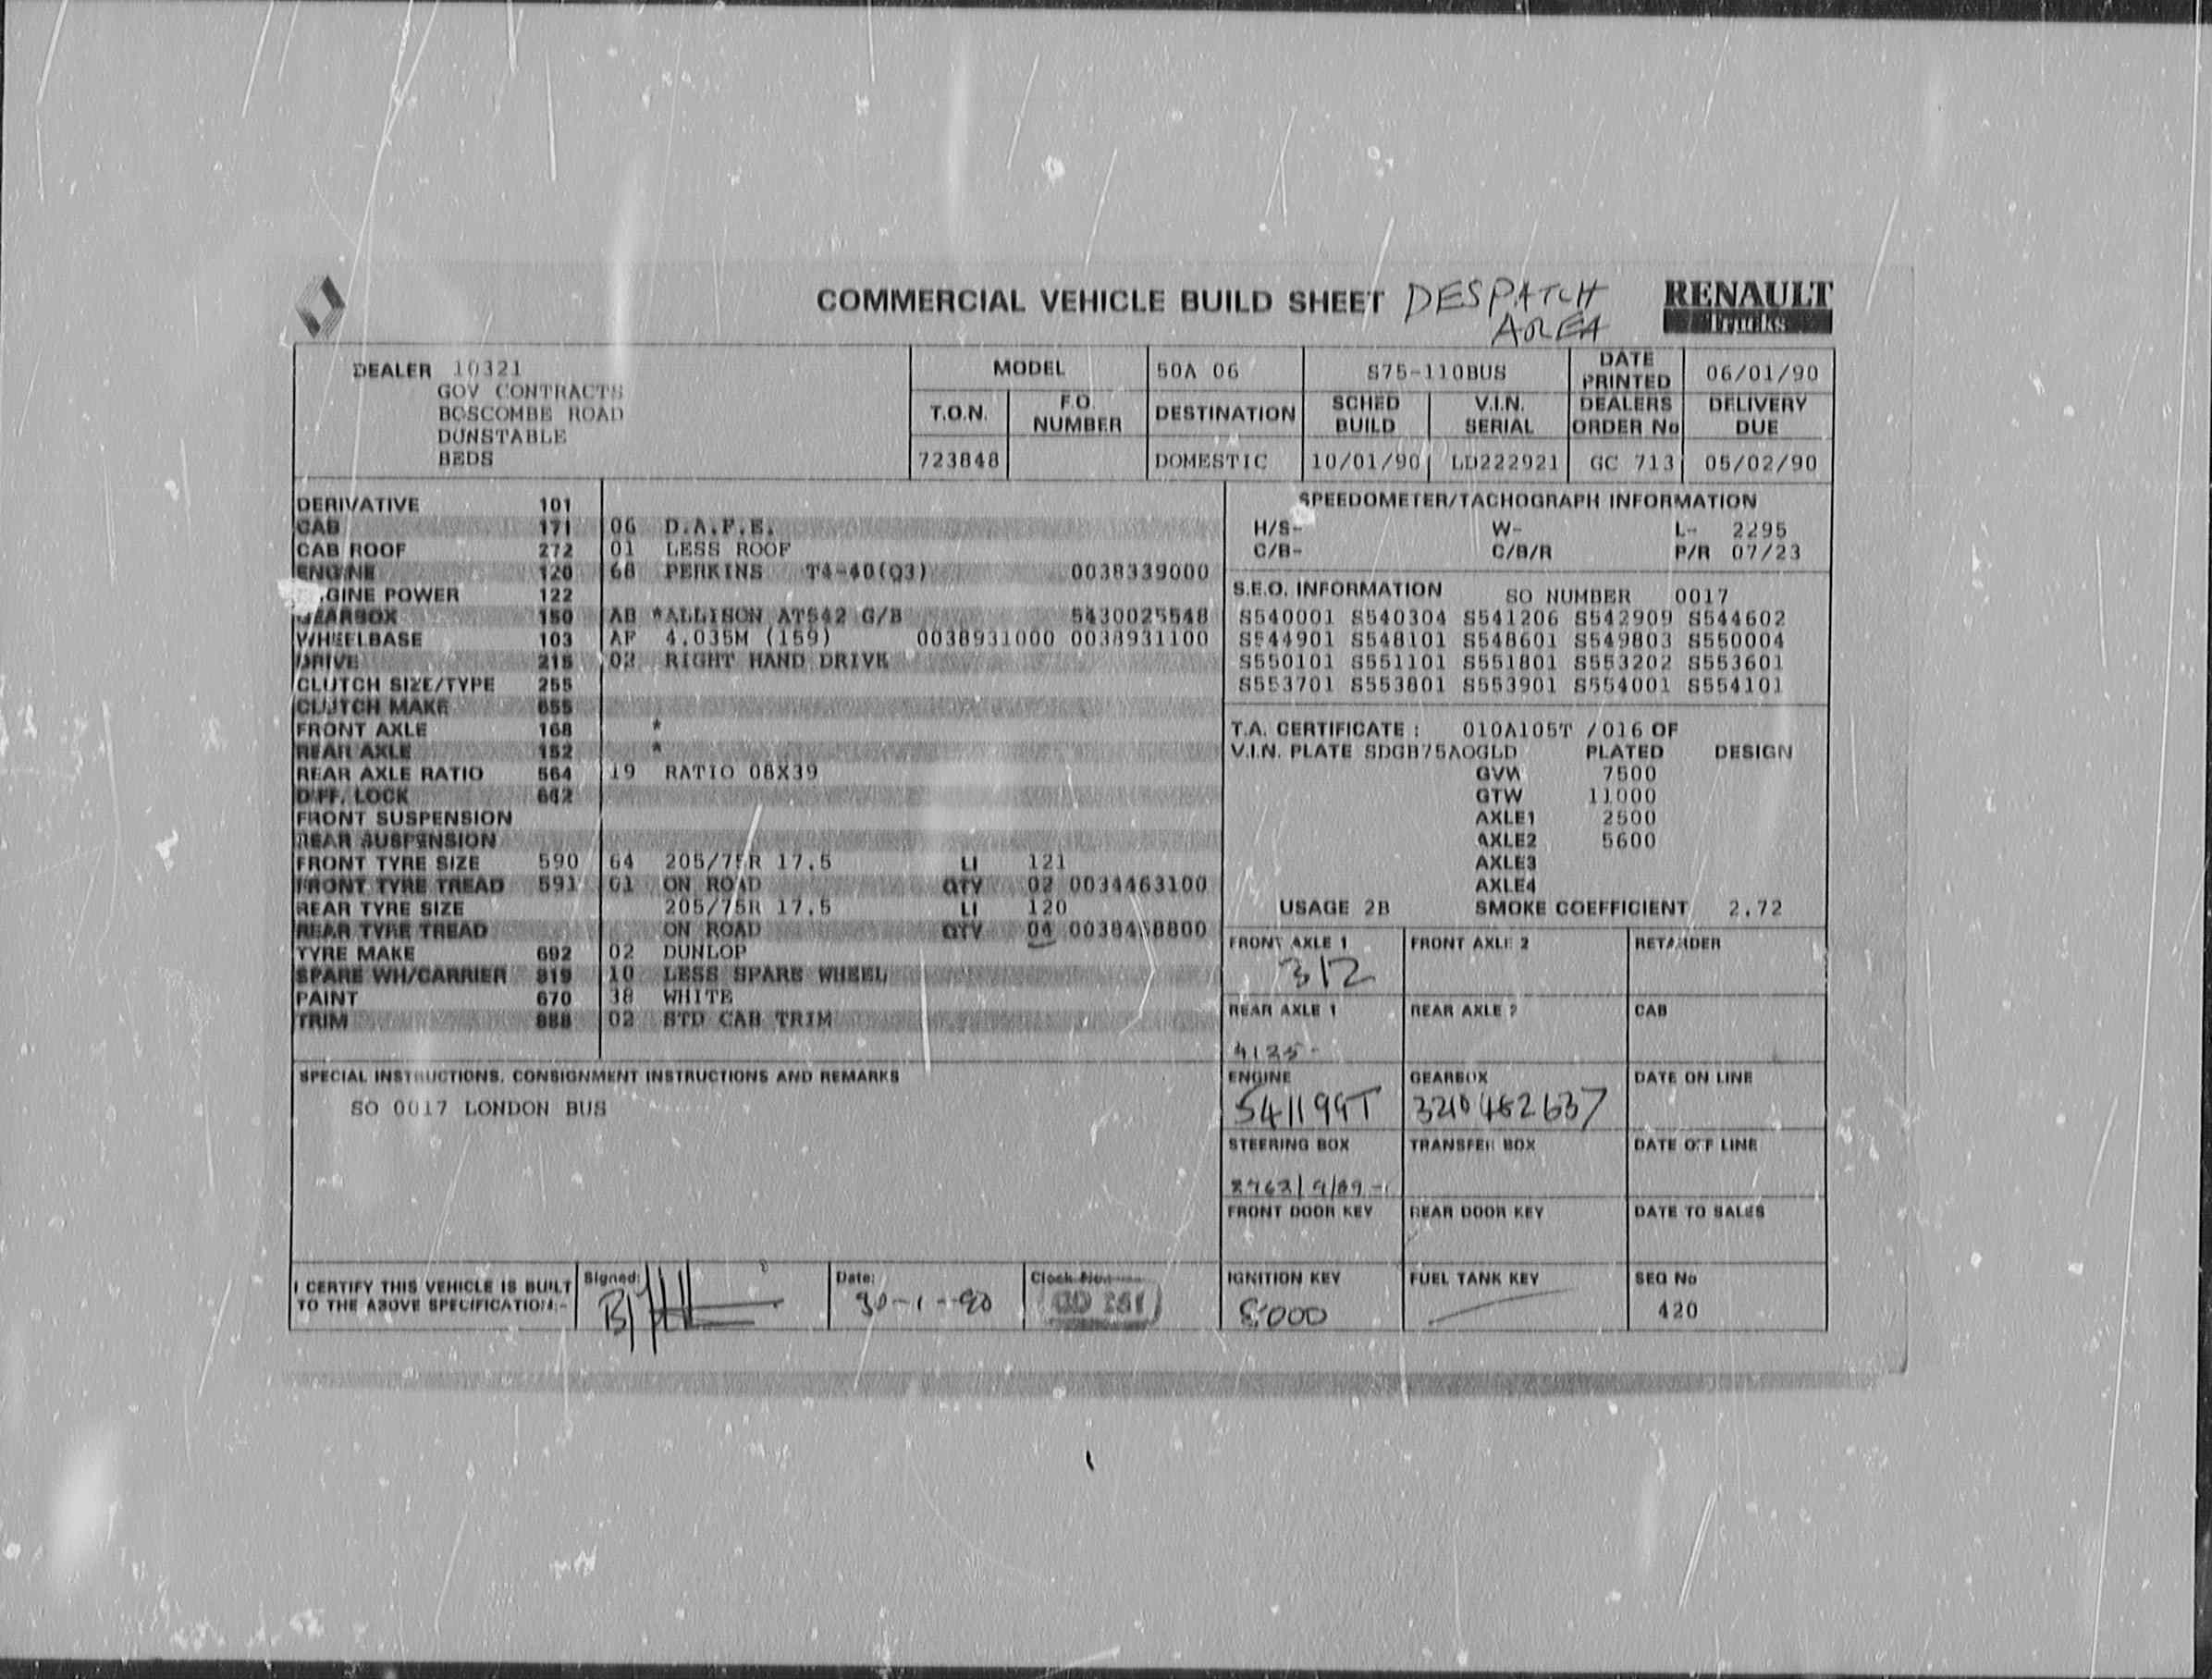 COMMERCIAL VEHICLE BUILD SHEET DESPATCH AREA
RENAULT
Trucks
DEALER 10321
GOV CONTRACTS
BOSCOMBE ROAD
DUNSTABLE
BEDS
MODEL 50A 06 S75-110BUS DATE PRINTED 06/01/90
T.O.N. F.O. NUMBER DESTINATION SCHED BUILD V.I.N. SERIAL DEALERS ORDER No DELIVERY DUE
723848 DOMESTIC 10/01/90 LD222921 GC 713 05/02/90
DERIVATIVE 101
CAB 171 06 D.A.F.E.
CAB ROOF 272 01 LESS ROOF
ENGINE 120 68 PERKINS T4-40(Q3) 0038339000
ENGINE POWER 122
GEARBOX 150 AB *ALLISON AT542 G/B 5430025548
WHEELBASE 103 AF 4.035M (159) 0038931000 0038931100
DRIVE 218 02 RIGHT HAND DRIVE
CLUTCH SIZE/TYPE 255
CLUTCH MAKE 655
FRONT AXLE 168 *
REAR AXLE 152 *
REAR AXLE RATIO 564 19 RATIO 08X39
DIFF. LOCK 642
FRONT SUSPENSION
REAR SUSPENSION
FRONT TYRE SIZE 590 64 205/75R 17.5 LI 121
FRONT TYRE TREAD 591 01 ON ROAD QTY 02 0034463100
REAR TYRE SIZE 205/75R 17.5 LI 120
REAR TYRE TREAD ON ROAD QTY 04
TYRE MAKE 692 02 DUNLOP
SPARE WH/CARRIER 819 10 LESS SPARE WHEEL
PAINT 670 38 WHITE
TRIM 888 02 STD CAB TRIM
SPECIAL INSTRUCTIONS, CONSIGNMENT INSTRUCTIONS AND REMARKS
SO 0017 LONDON BUS
SPEEDOMETER/TACHOGRAPH INFORMATION
H/S- W- L- 2295
C/B- C/B/R P/R 07/23
S.E.O. INFORMATION SO NUMBER 0017
S540001 S540304 S541206 S542909 S544602
S544901 S548101 S548601 S549803 S550004
S550101 S551101 S551801 S553202 S553601
S553701 S553801 S553901 S554001 S554101
T.A. CERTIFICATE : 010A105T /016 OF
V.I.N. PLATE SDGB75AOGLD PLATED DESIGN
GVW 7500
GTW 11000
AXLE1 2500
AXLE2 5600
AXLE3
AXLE4
USAGE 2B SMOKE COEFFICIENT 2.72
FRONT AXLE 1 FRONT AXLE 2 RETARDER
312
REAR AXLE 1 REAR AXLE 2 CAB
4125-
ENGINE GEARBOX DATE ON LINE
541199T 3210482637
STEERING BOX TRANSFER BOX DATE OFF LINE
FRONT DOOR KEY REAR DOOR KEY DATE TO SALES
IGNITION KEY FUEL TANK KEY SEQ No
8000 420
I CERTIFY THIS VEHICLE IS BUILT
TO THE ABOVE SPECIFICATION:-
Signed: Date: 30-1-90 Clock